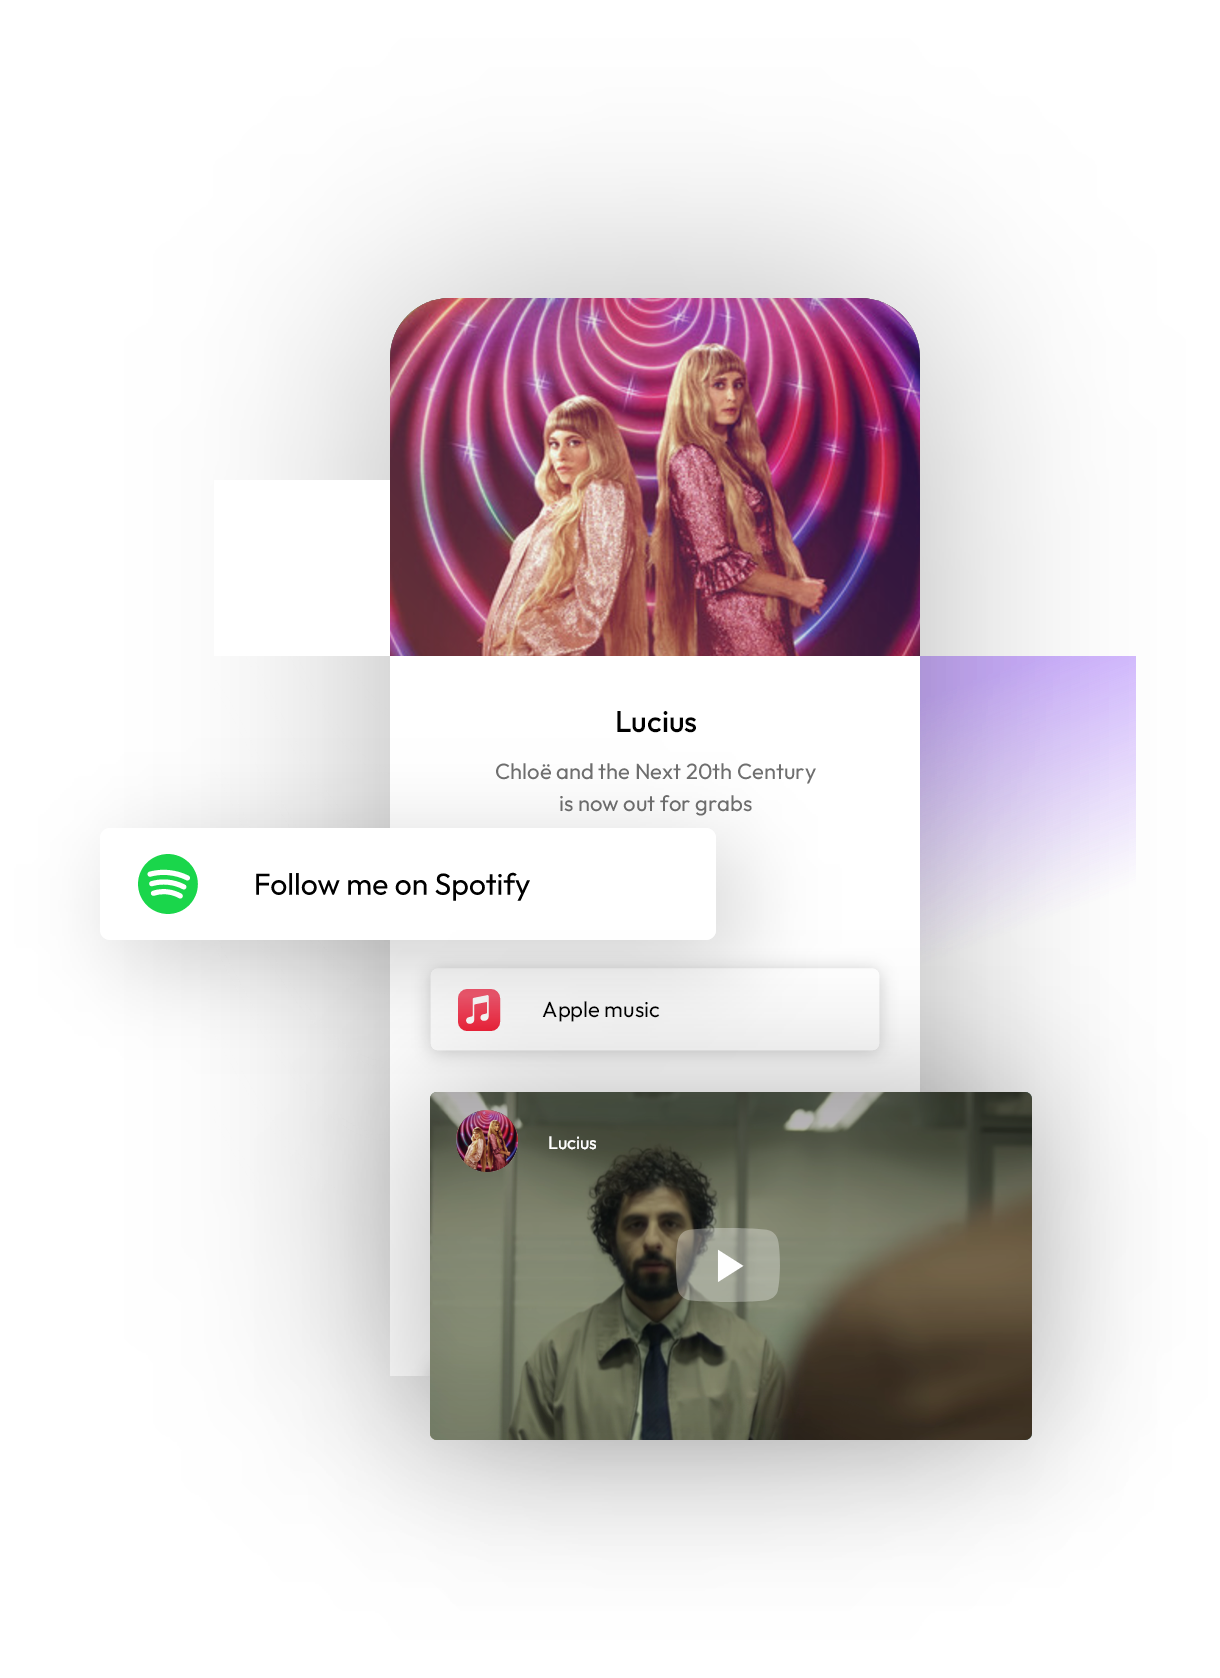 Lucius
Chloë and the Next 20th Century
is now out for grabs
Follow me on Spotify
Apple music
Lucius